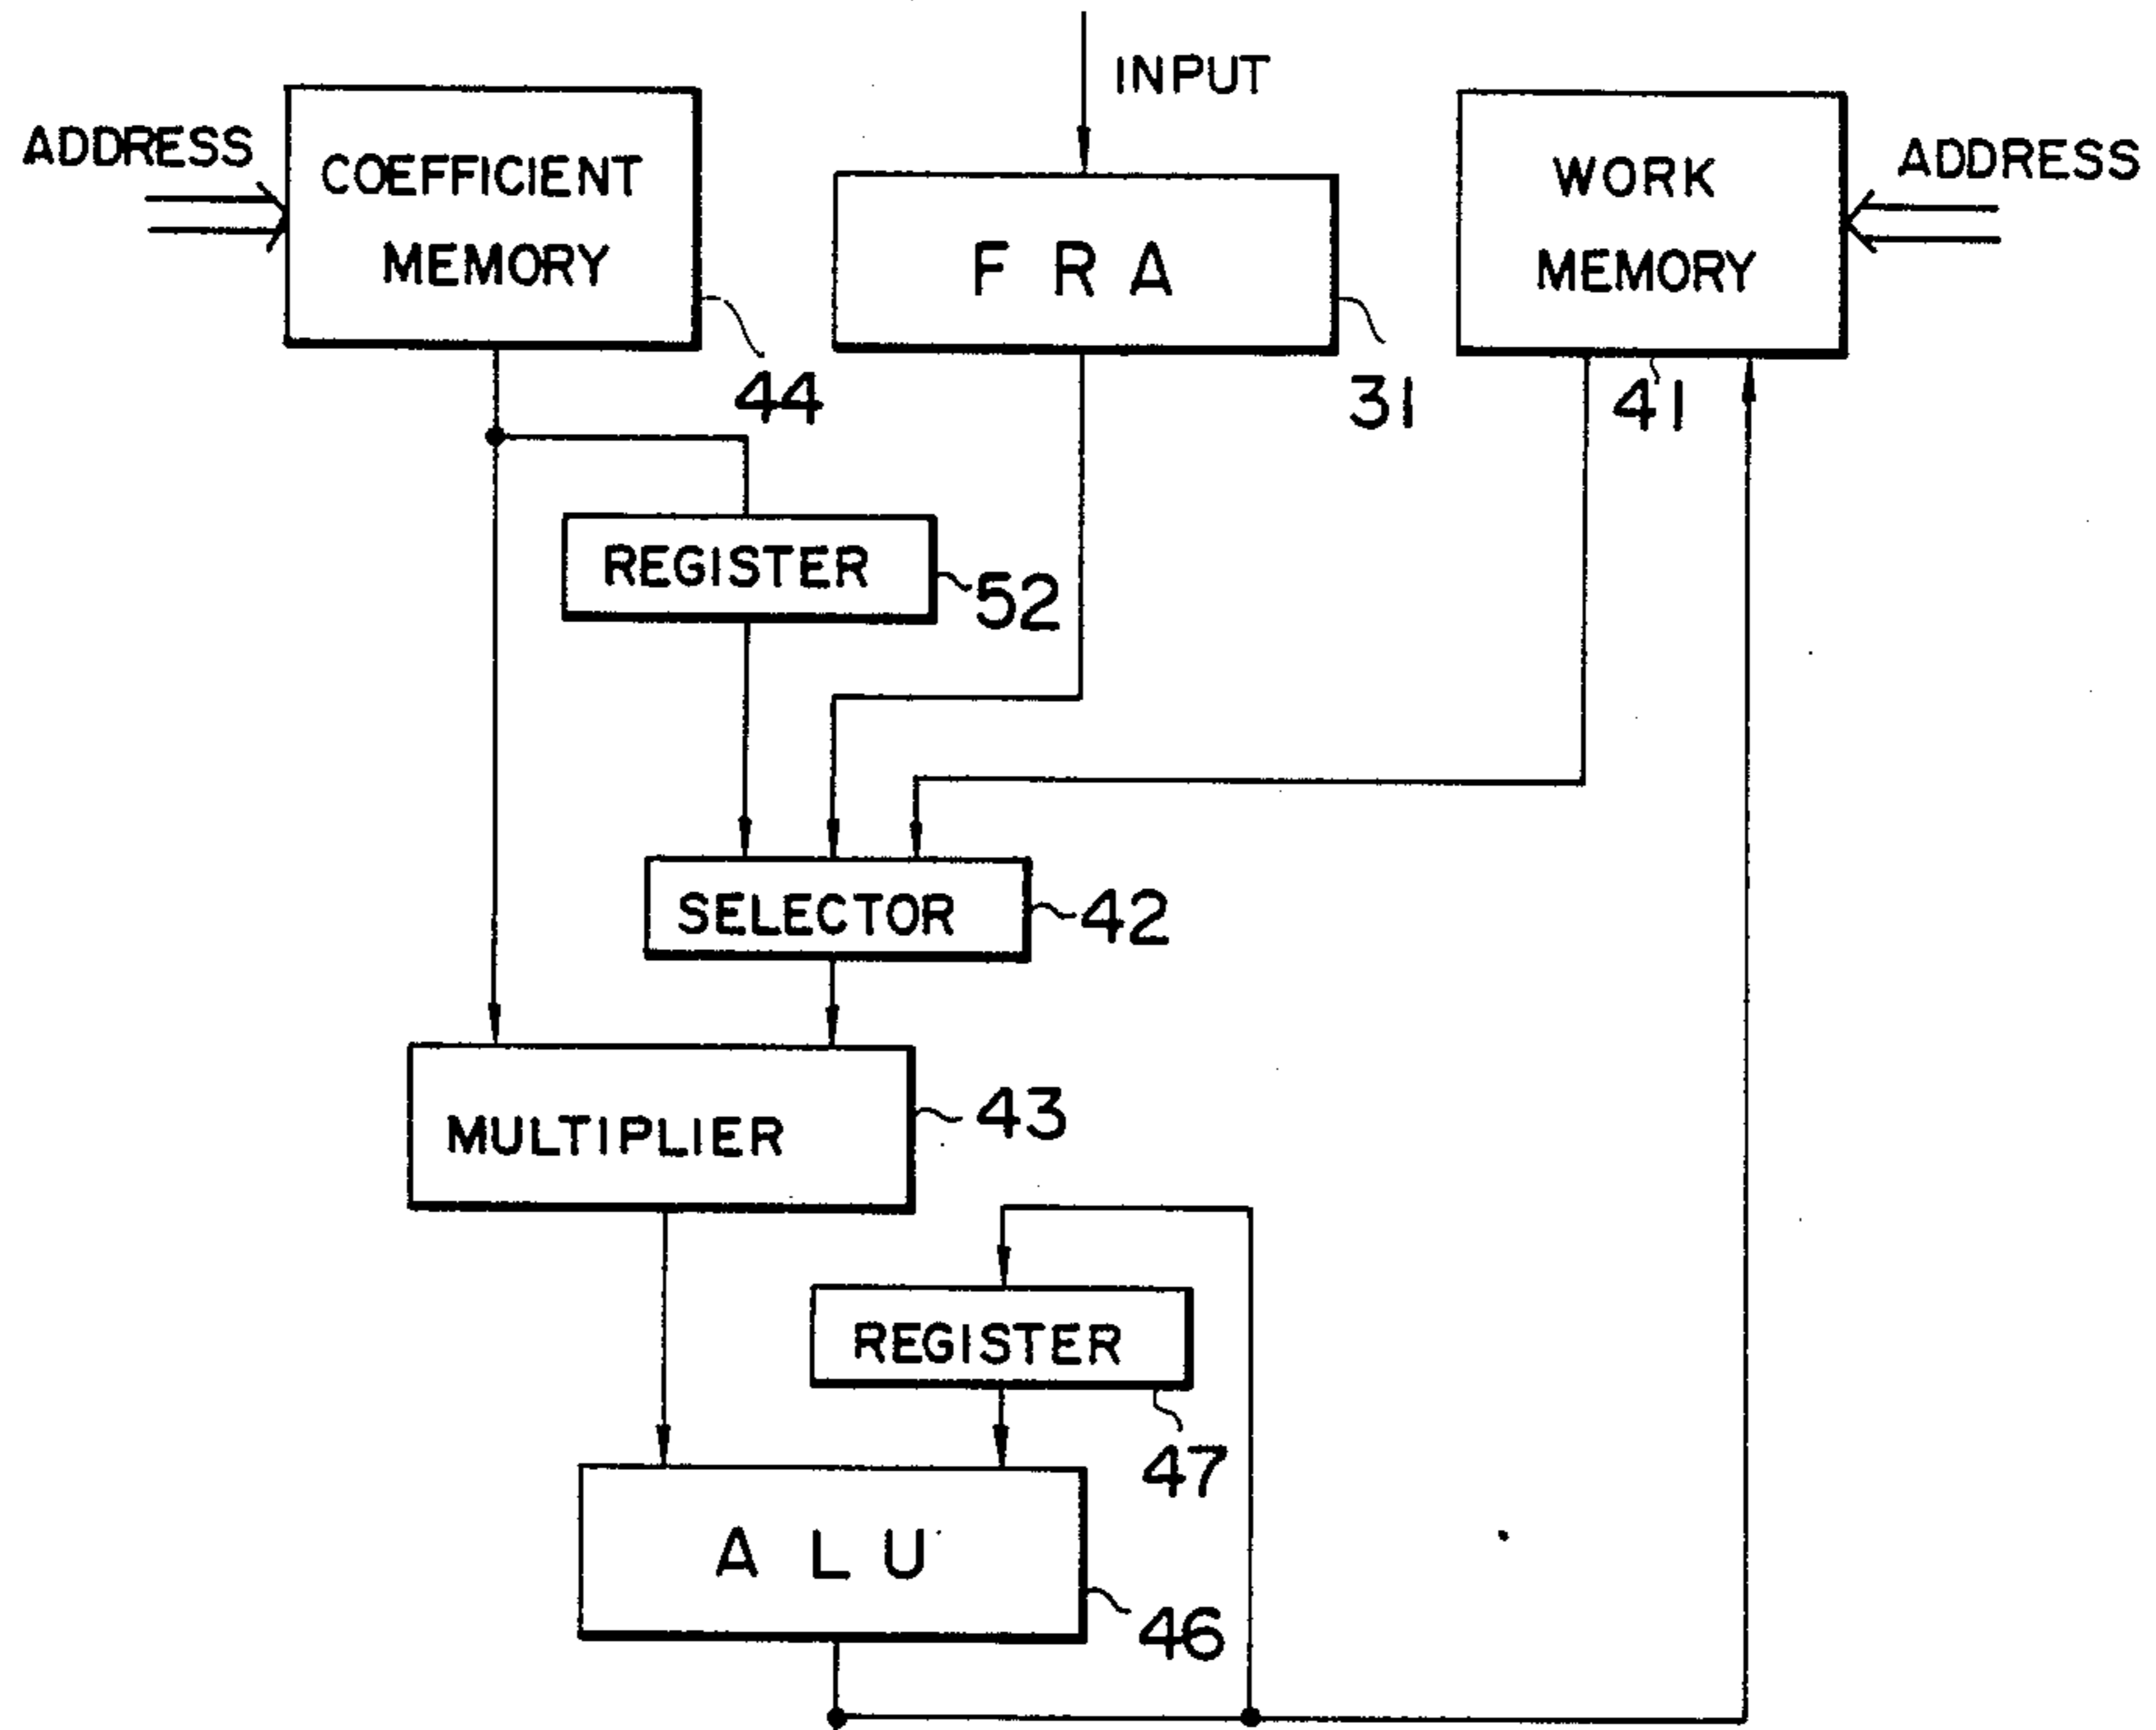 INPUT
ADDRESS
COEFFICIENT
MEMORY
44
F R A
31
WORK
MEMORY
41
ADDRESS
REGISTER
52
SELECTOR
42
MULTIPLIER
43
REGISTER
47
A L U
46